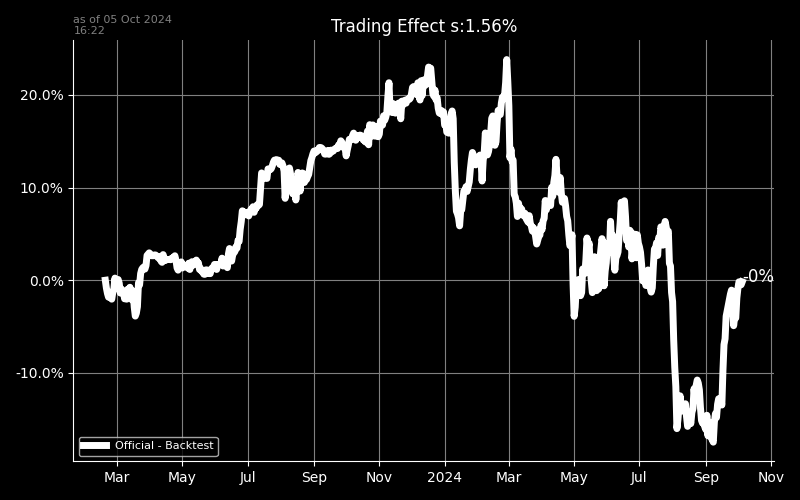 as of 05 Oct 2024
16:22
Trading Effect s:1.56%
20.0%
10.0%
0.0%
-10.0%
-0%
Official - Backtest
Mar May Jul Sep Nov 2024 Mar May Jul Sep Nov